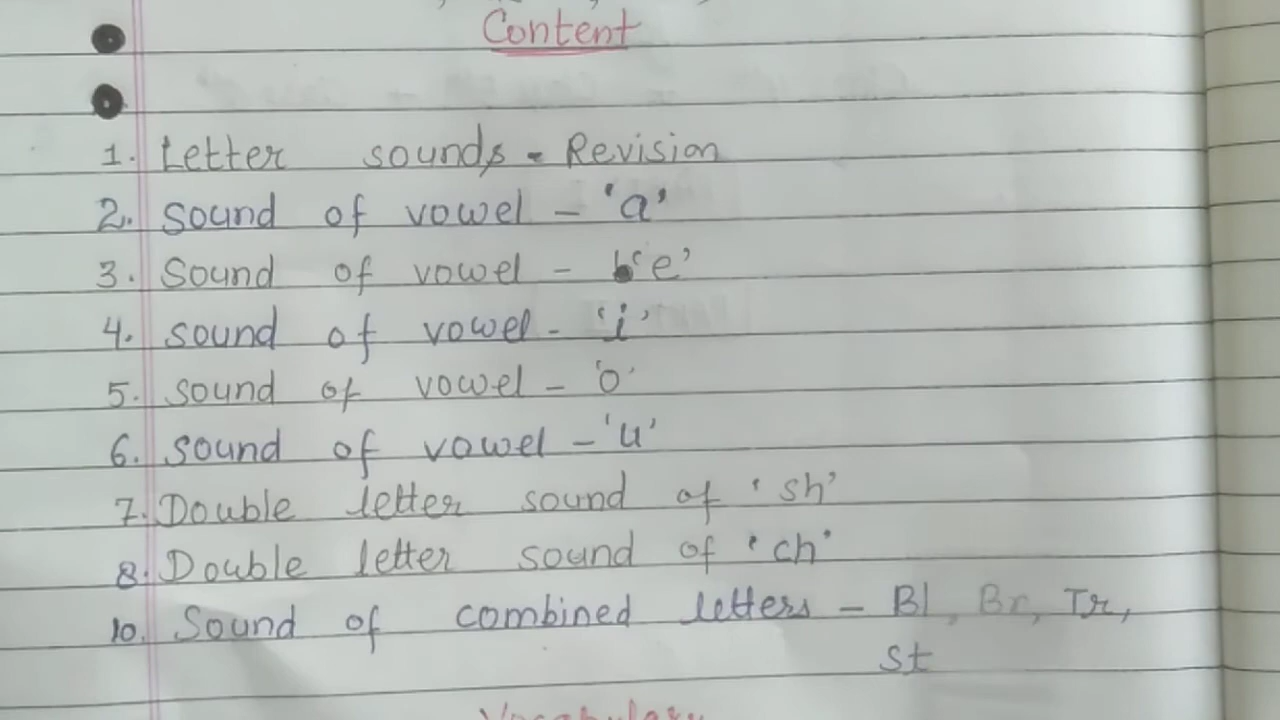 Content
1. Letter sounds - Revision
2. Sound of vowel - 'a'
3. Sound of vowel - 'e'
4. sound of vowel - 'i'
5. sound of vowel - 'o'
6. sound of vowel - 'u'
7. Double letter sound of 'sh'
8. Double letter sound of 'ch'
10. Sound of combined letters - Bl, Br, Tr,
St
Vocabulary